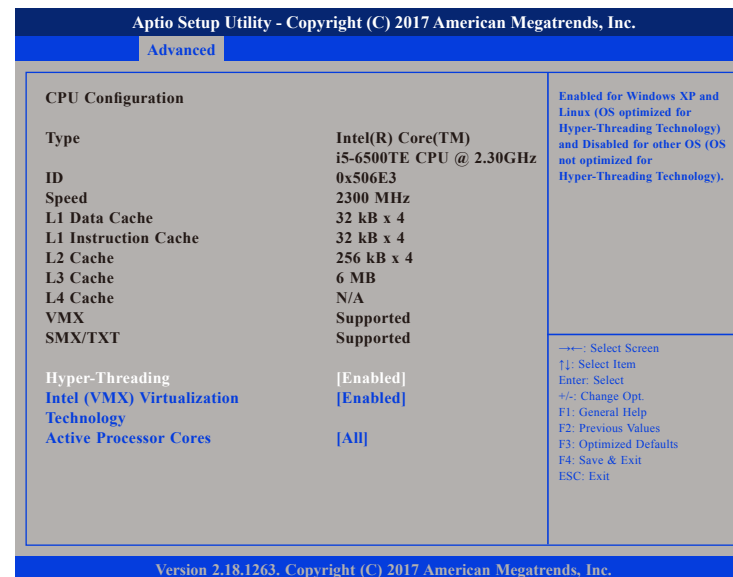 Aptio Setup Utility - Copyright (C) 2017 American Megatrends, Inc.
Advanced
CPU Configuration
Type Intel(R) Core(TM)
i5-6500TE CPU @ 2.30GHz
ID 0x506E3
Speed 2300 MHz
L1 Data Cache 32 kB x 4
L1 Instruction Cache 32 kB x 4
L2 Cache 256 kB x 4
L3 Cache 6 MB
L4 Cache N/A
VMX Supported
SMX/TXT Supported
Hyper-Threading [Enabled]
Intel (VMX) Virtualization [Enabled]
Technology
Active Processor Cores [All]
Enabled for Windows XP and
Linux (OS optimized for
Hyper-Threading Technology)
and Disabled for other OS (OS
not optimized for
Hyper-Threading Technology).
→←: Select Screen
↑↓: Select Item
Enter: Select
+/-: Change Opt.
F1: General Help
F2: Previous Values
F3: Optimized Defaults
F4: Save & Exit
ESC: Exit
Version 2.18.1263. Copyright (C) 2017 American Megatrends, Inc.